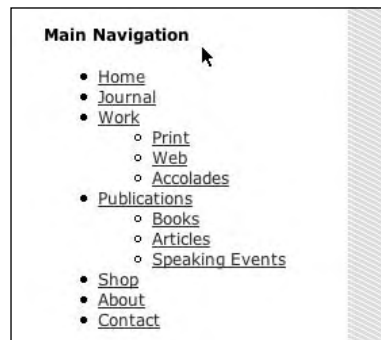 Main Navigation
Home
Journal
Work
Print
Web
Accolades
Publications
Books
Articles
Speaking Events
Shop
About
Contact